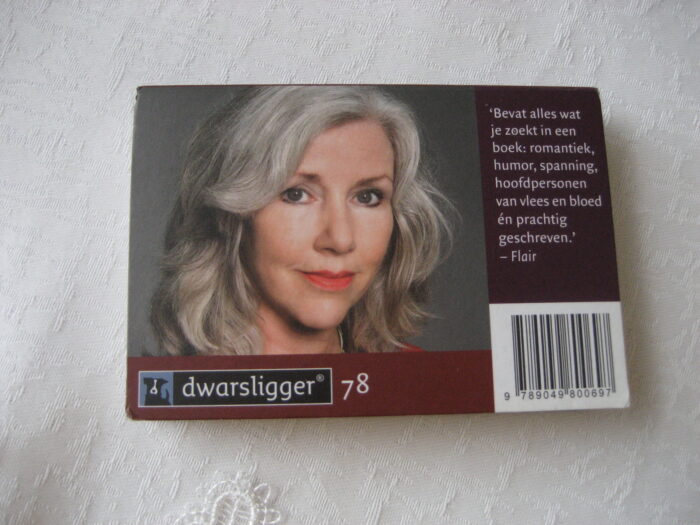 'Bevat alles wat
je zoekt in een
boek: romantiek,
humor, spanning,
hoofdpersonen
van vlees en bloed
én prachtig
geschreven.'
– Flair
dwarsligger® 78
9 789049 800697